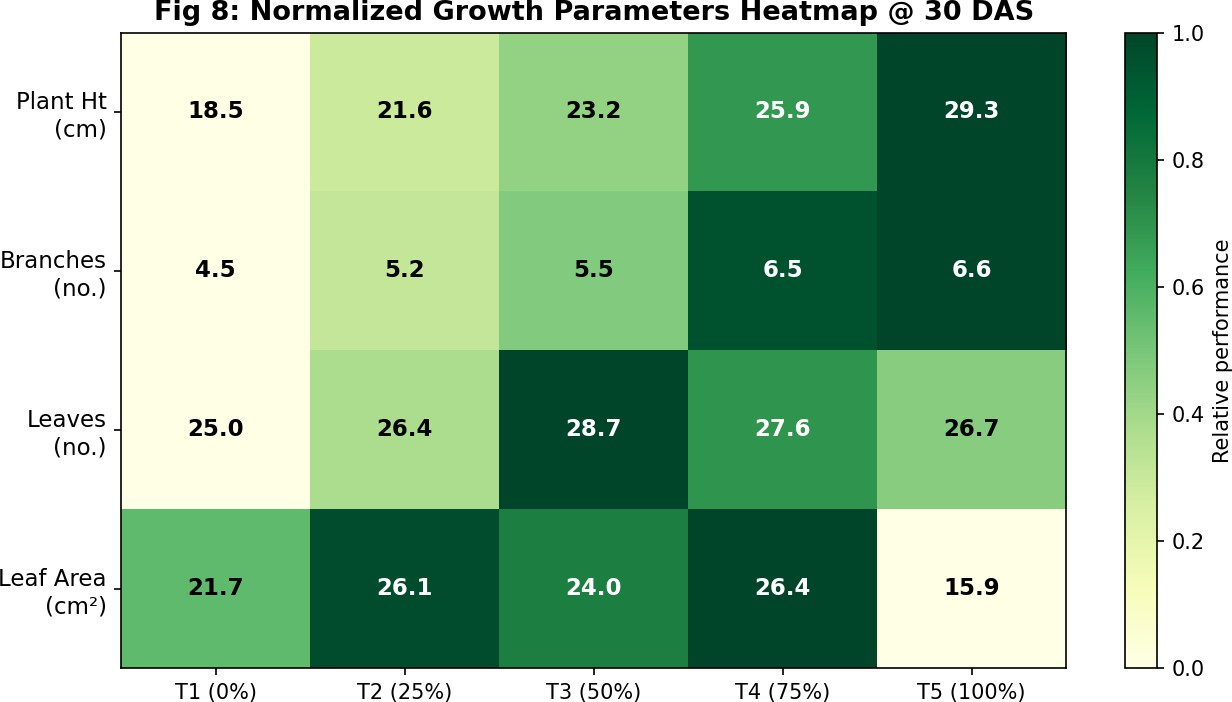 Fig 8: Normalized Growth Parameters Heatmap @ 30 DAS
Plant Ht
(cm)
18.5 21.6 23.2 25.9 29.3
Branches
(no.)
4.5 5.2 5.5 6.5 6.6
Leaves
(no.)
25.0 26.4 28.7 27.6 26.7
Leaf Area
(cm²)
21.7 26.1 24.0 26.4 15.9
T1 (0%) T2 (25%) T3 (50%) T4 (75%) T5 (100%)
1.0
0.8
0.6
0.4
0.2
0.0
Relative performance